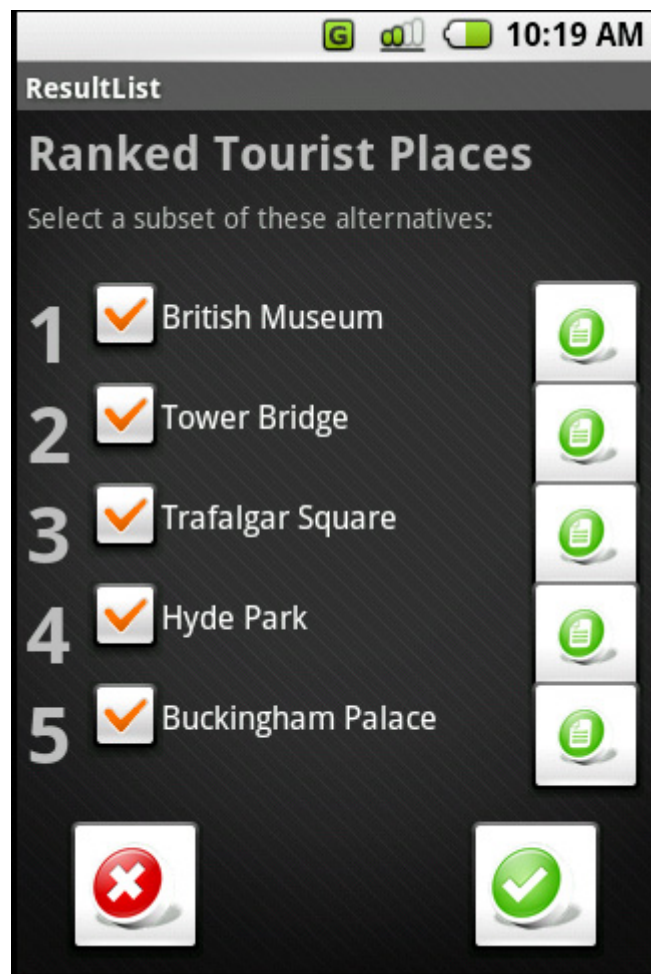 G 10:19 AM
ResultList
Ranked Tourist Places
Select a subset of these alternatives:
1 British Museum
2 Tower Bridge
3 Trafalgar Square
4 Hyde Park
5 Buckingham Palace